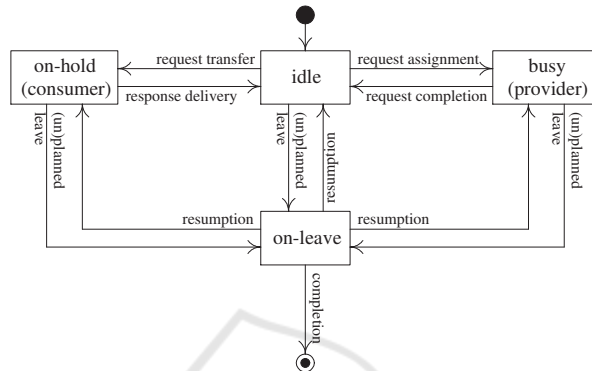 on-hold
(consumer)
request transfer
response delivery
idle
request assignment
request completion
busy
(provider)
(un)planned
leave
(un)planned
leave
resumption
(un)planned
leave
resumption
on-leave
resumption
completion